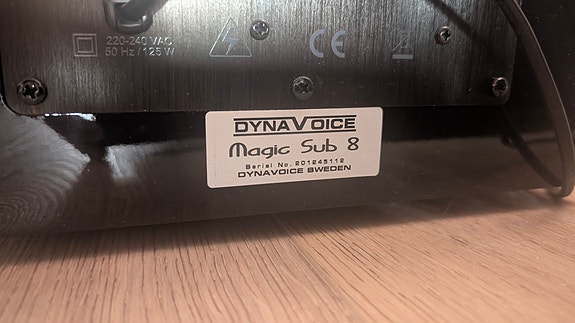 220-240 VAC
50 Hz / 125 W
CE
DYNAVOICE
Magic Sub 8
Serial No. 201245112
DYNAVOICE SWEDEN